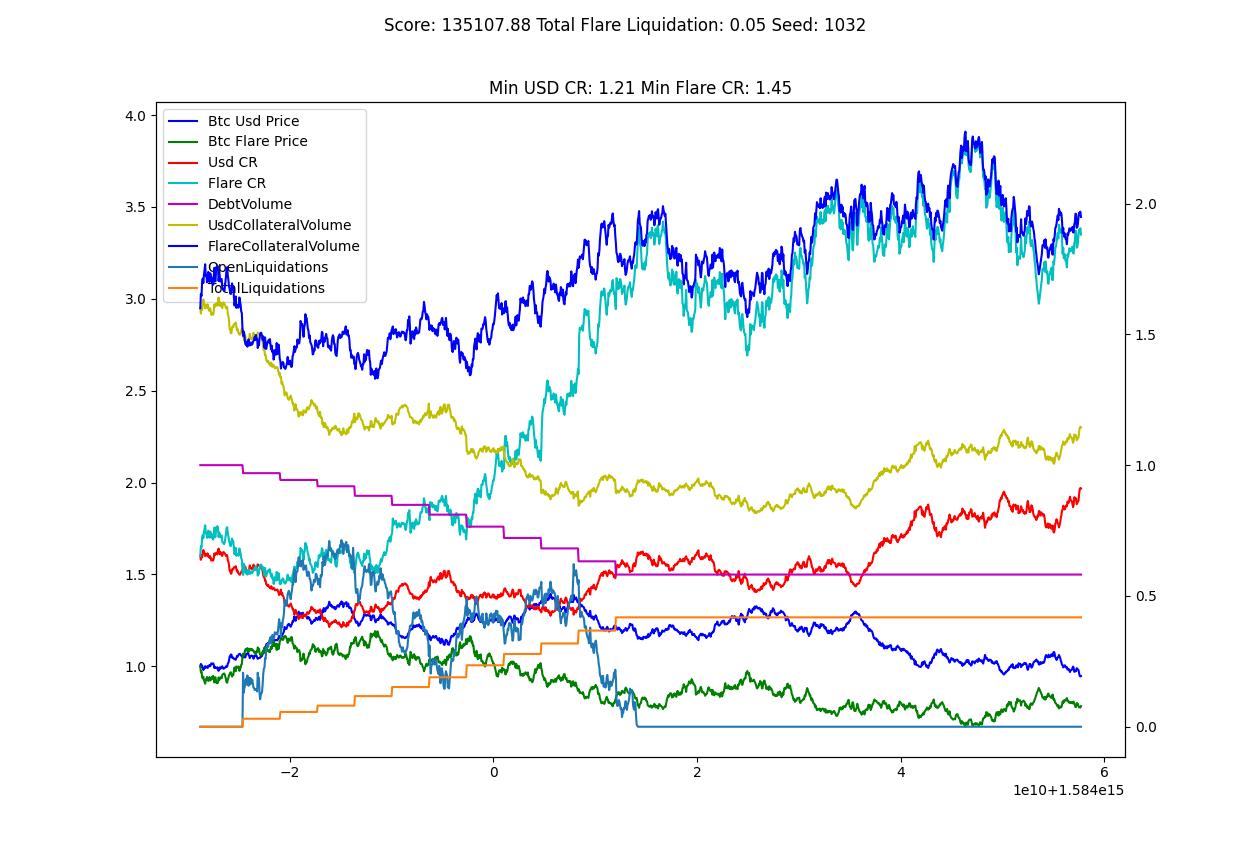 Score: 135107.88 Total Flare Liquidation: 0.05 Seed: 1032
Min USD CR: 1.21 Min Flare CR: 1.45
Btc Usd Price
Btc Flare Price
Usd CR
Flare CR
DebtVolume
UsdCollateralVolume
FlareCollateralVolume
OpenLiquidations
TotalLiquidations
4.0
3.5
3.0
2.5
2.0
1.5
1.0
2.0
1.5
1.0
0.5
0.0
−2
0
2
4
6
1e10+1.584e15